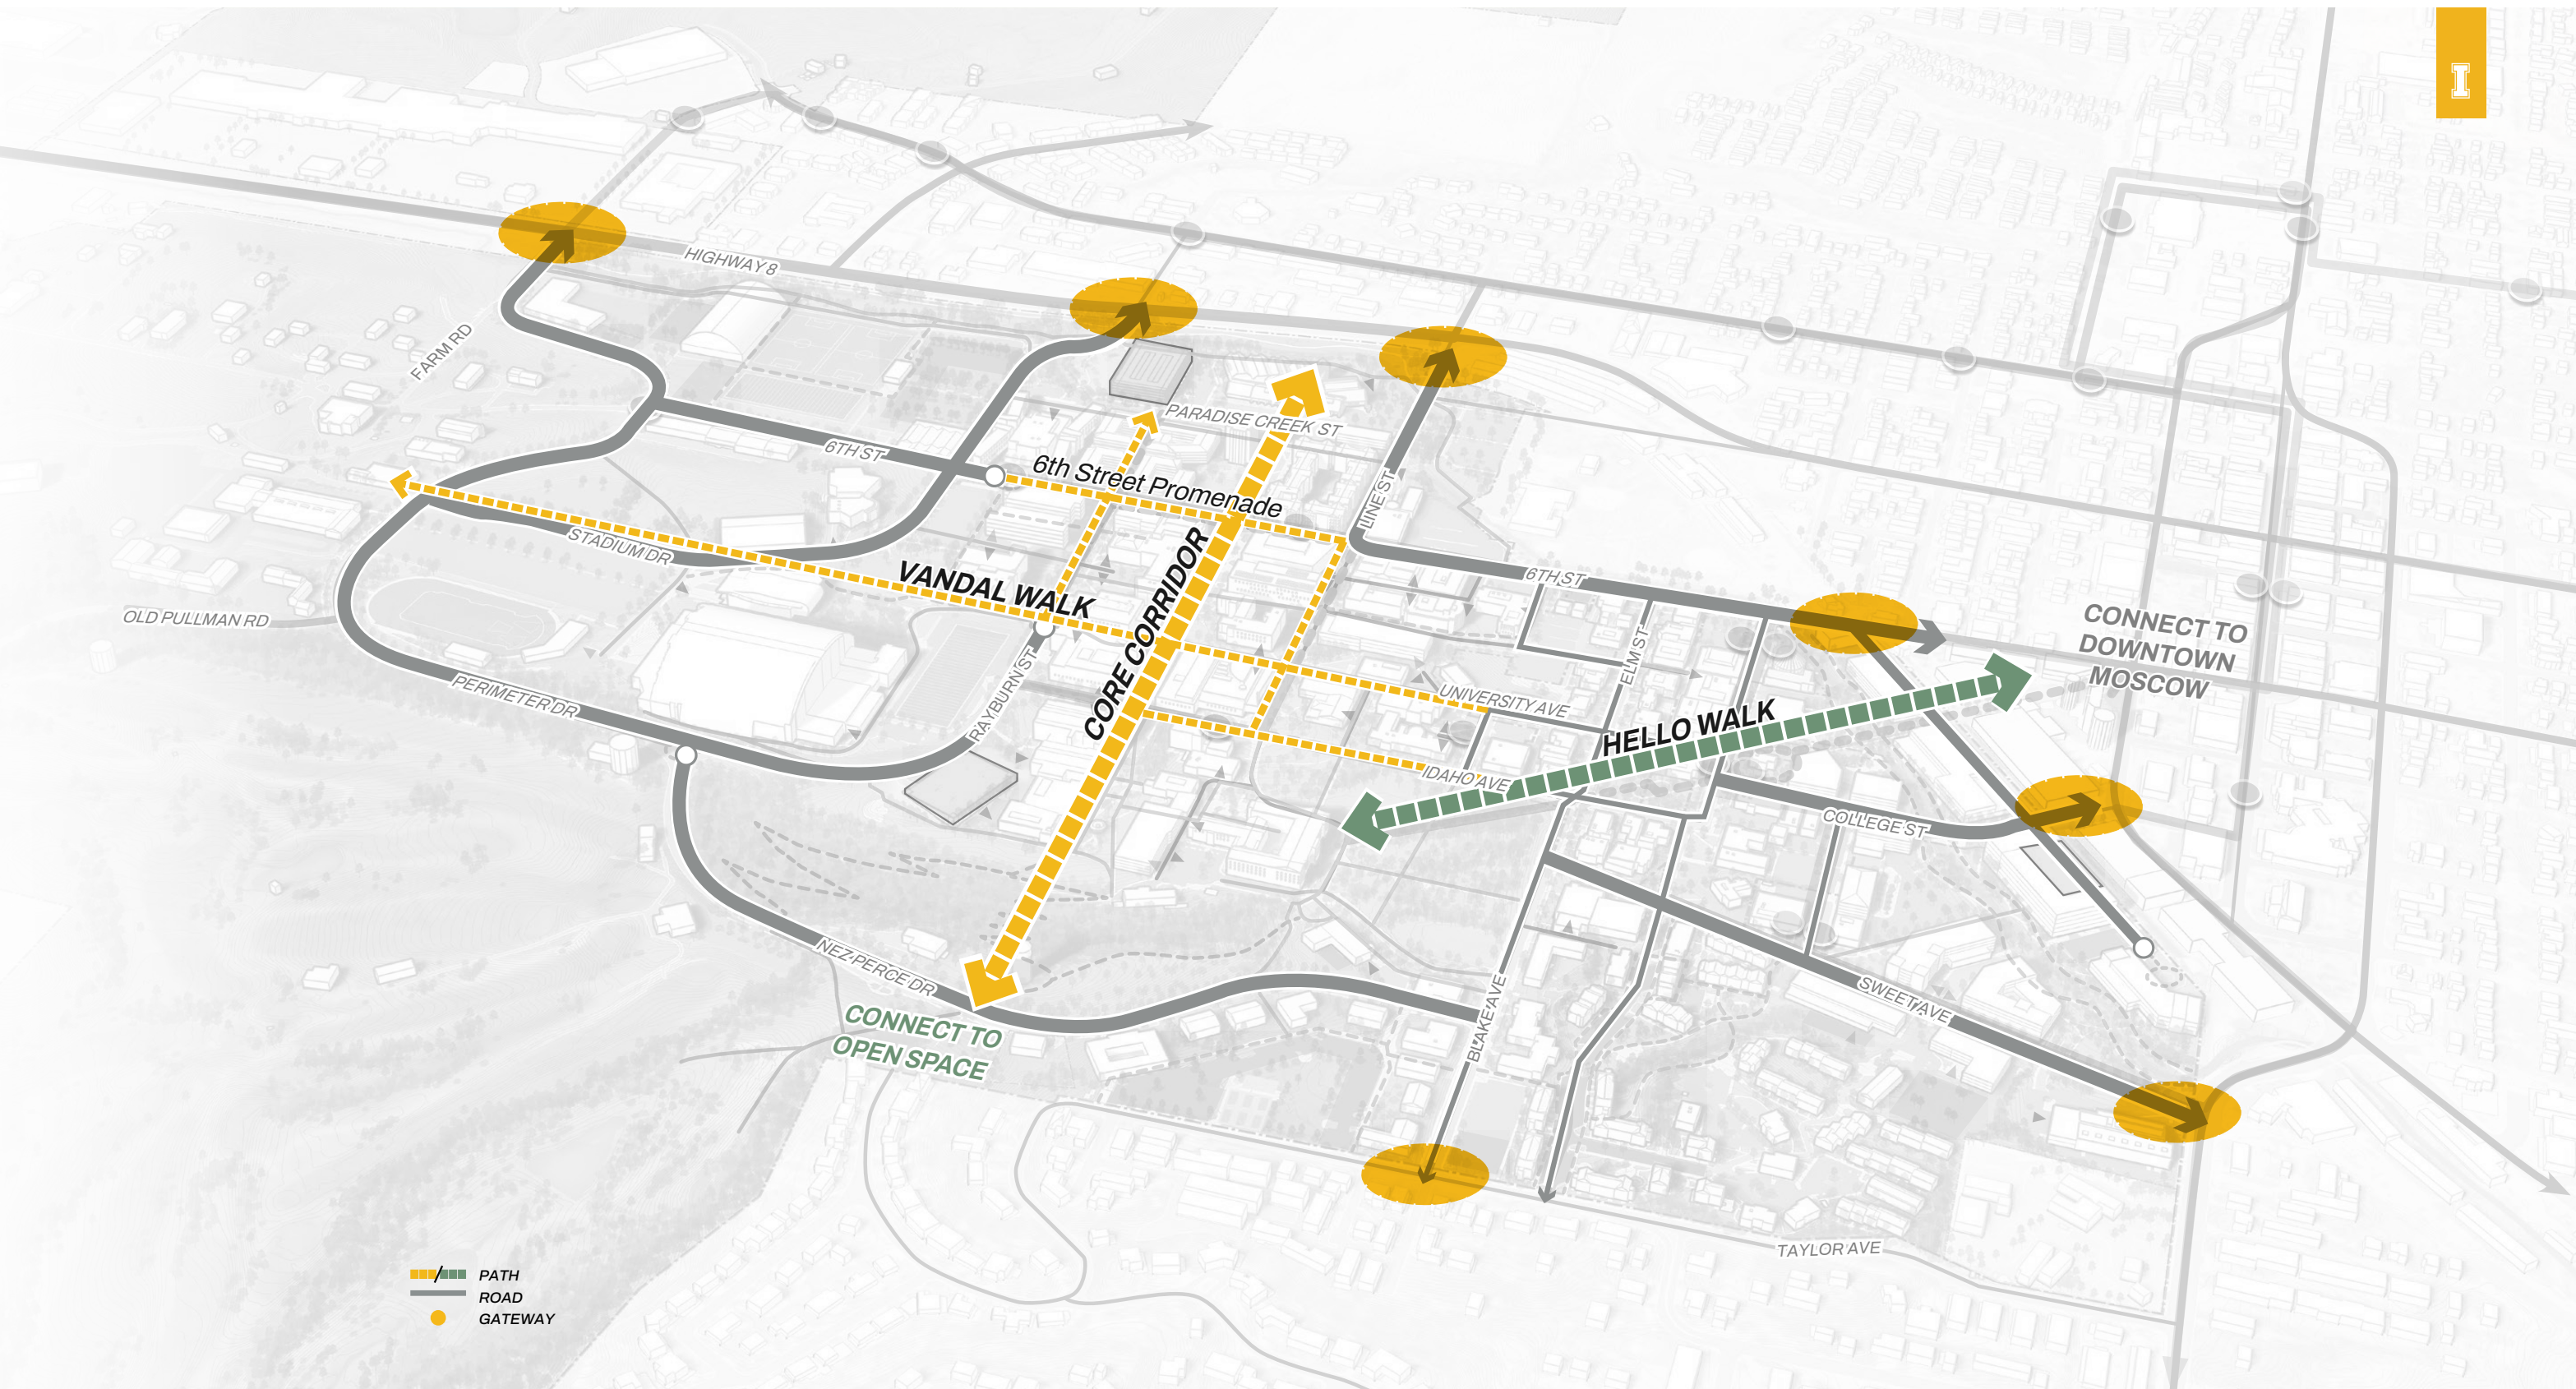 I
HIGHWAY 8
FARM RD
PARADISE CREEK ST
6TH ST
6th Street Promenade
LINE ST
STADIUM DR
VANDAL WALK
CORE CORRIDOR
6TH ST
OLD PULLMAN RD
PERIMETER DR
RAYBURN ST
ELM ST
UNIVERSITY AVE
HELLO WALK
CONNECT TO
DOWNTOWN
MOSCOW
IDAHO AVE
COLLEGE ST
NEZ PERCE DR
CONNECT TO
OPEN SPACE
BLAKE AVE
SWEET AVE
TAYLOR AVE
PATH
ROAD
GATEWAY